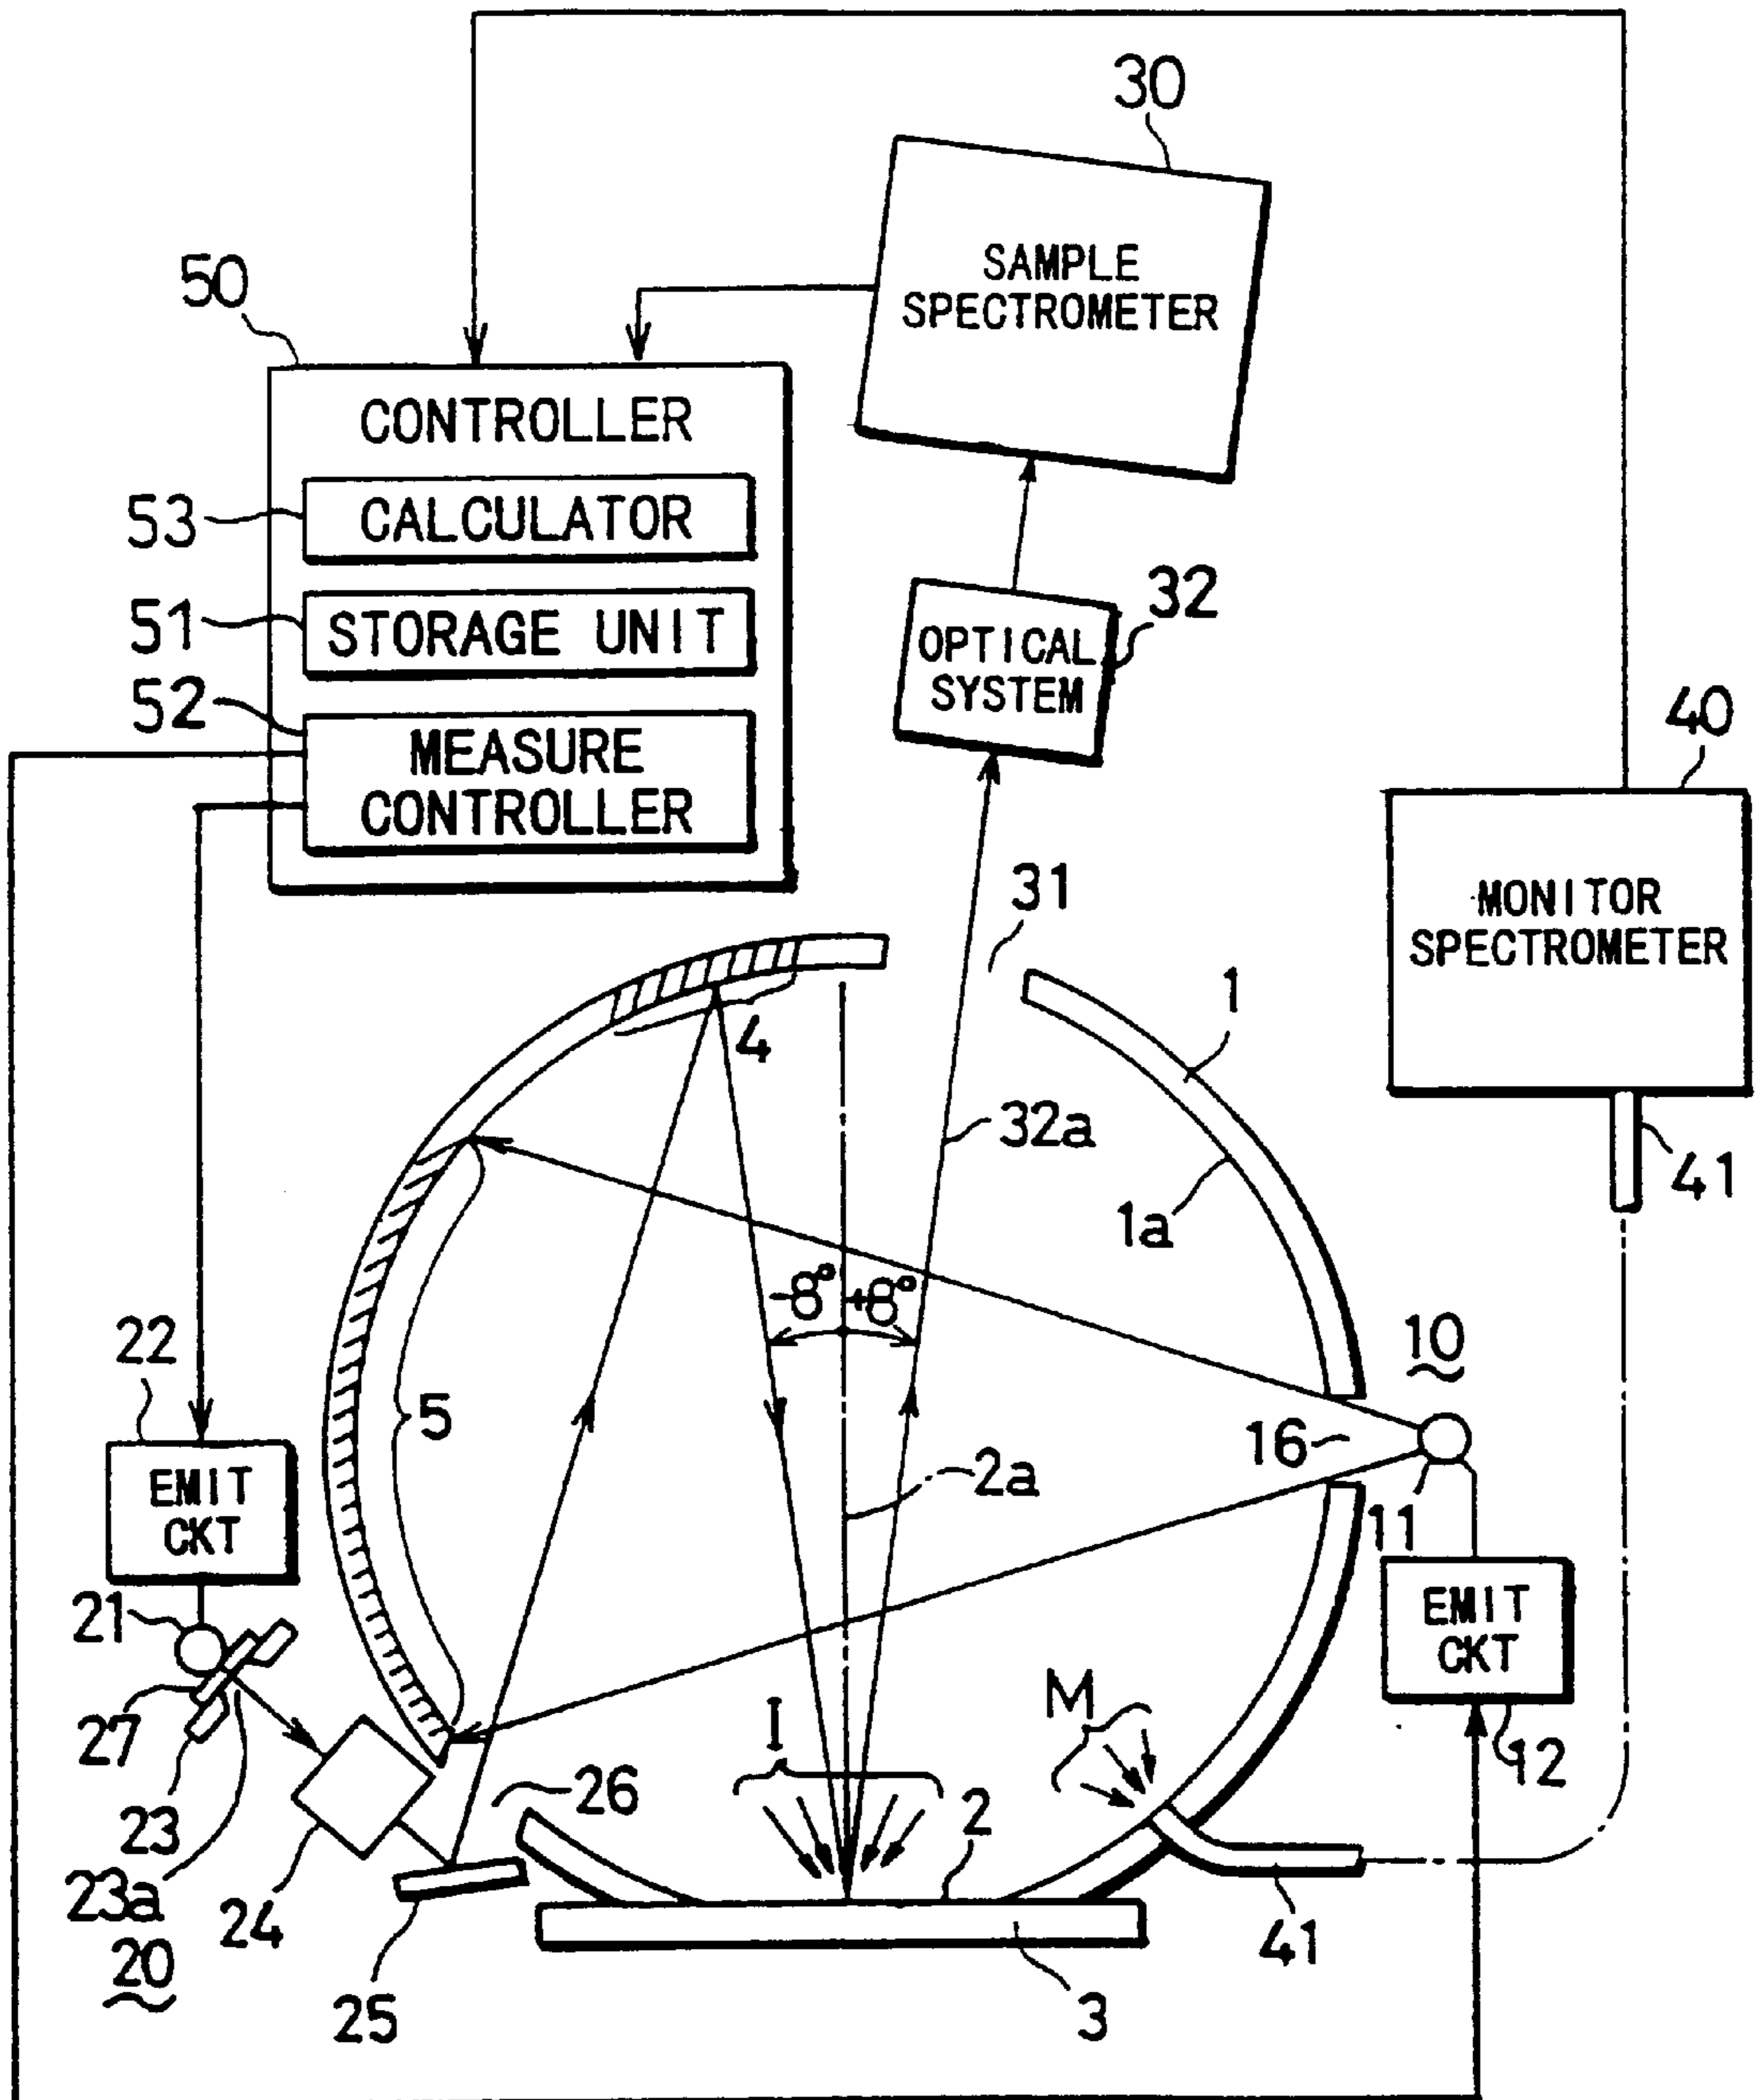 30
SAMPLE
SPECTROMETER
50
CONTROLLER
53
CALCULATOR
51
STORAGE UNIT
52
MEASURE
CONTROLLER
32
OPTICAL
SYSTEM
40
MONITOR
SPECTROMETER
31
1
4
32a
41
1a
-8°
+8°
10
22
5
16
EMIT
CKT
2a
11
21
EMIT
CKT
27
I
M
12
23
26
2
23a
24
41
20
25
3